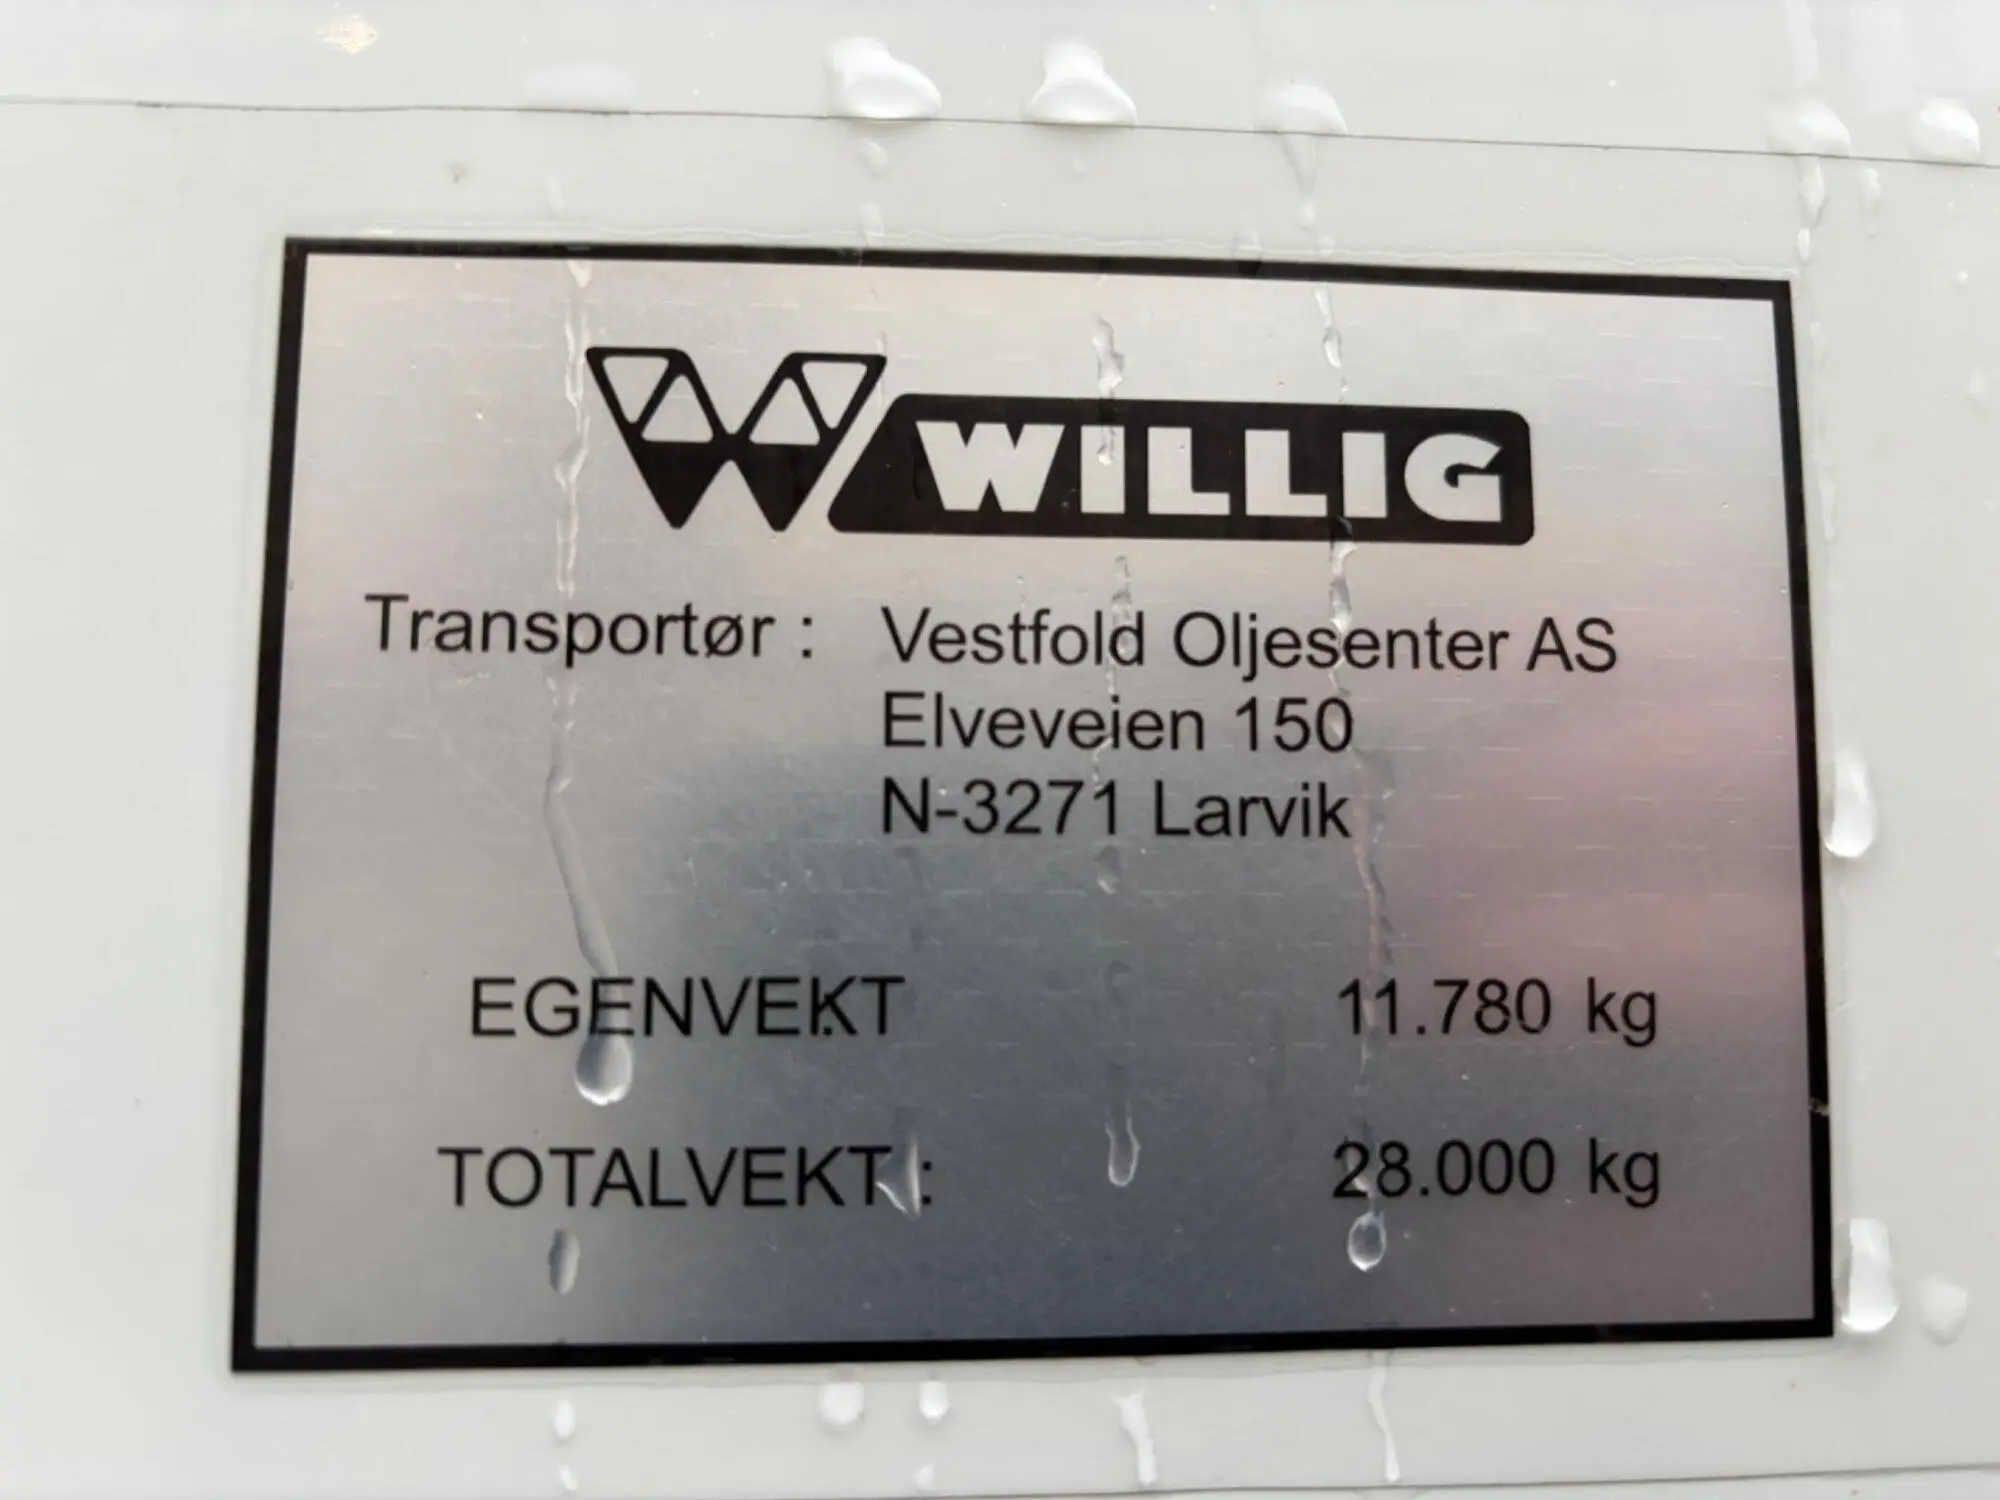 WILLIG
Transportør : Vestfold Oljesenter AS
Elveveien 150
N-3271 Larvik
EGENVEKT 11.780 kg
TOTALVEKT : 28.000 kg